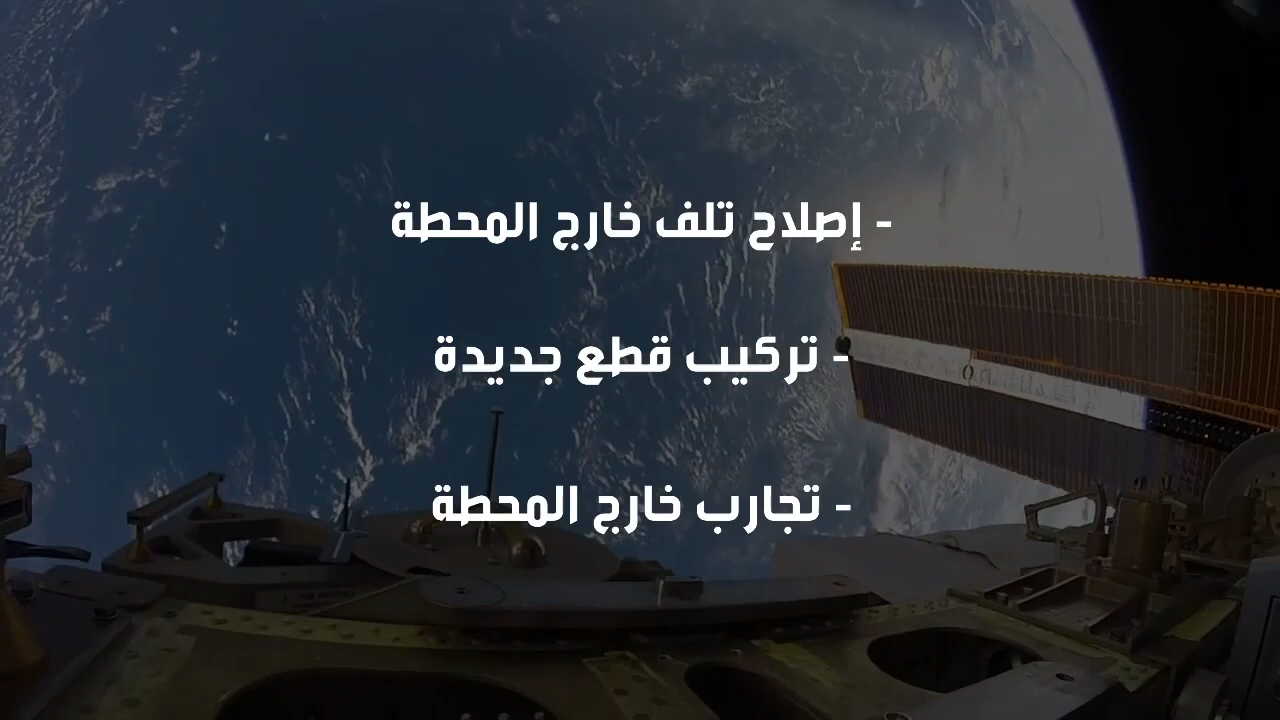 - إصلاح تلف خارج المحطة
- تركيب قطع جديدة
- تجارب خارج المحطة